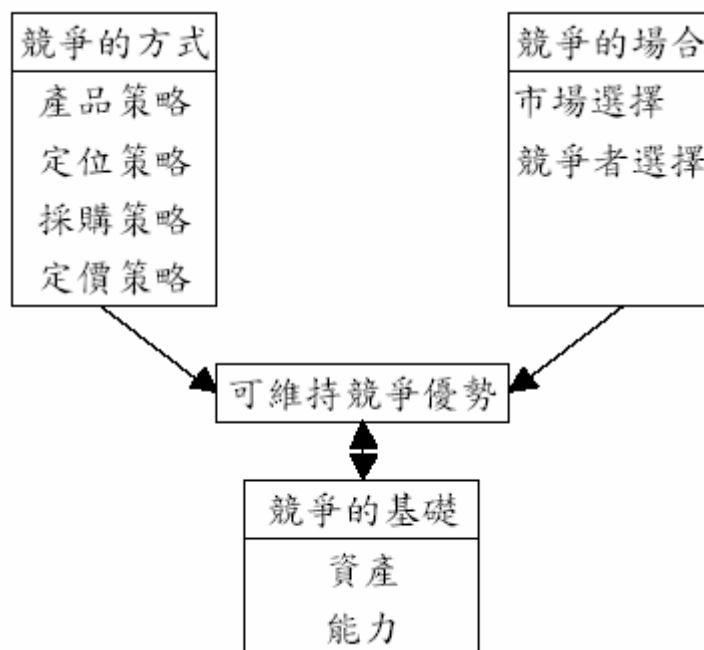 競爭的方式
產品策略
定位策略
採購策略
定價策略
競爭的場合
市場選擇
競爭者選擇
可維持競爭優勢
競爭的基礎
資產
能力